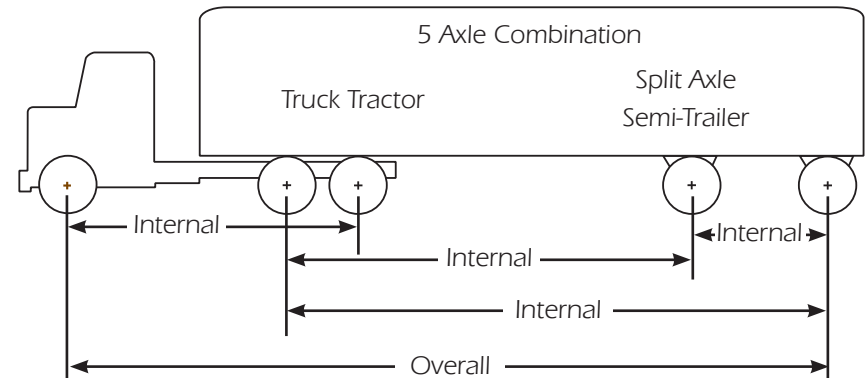 5 Axle Combination
Truck Tractor
Split Axle
Semi-Trailer
Internal
Internal
Internal
Internal
Overall